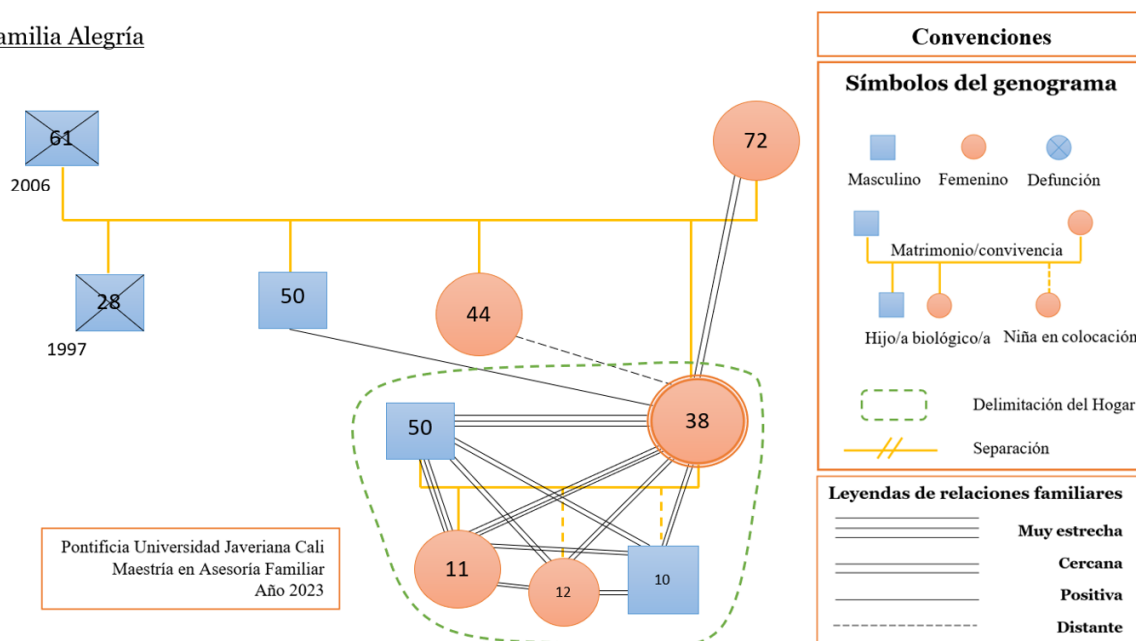 amilia Alegría
61
2006
72
28
1997
50
44
50
38
11
12
10
Pontificia Universidad Javeriana Cali
Maestría en Asesoría Familiar
Año 2023
Convenciones
Símbolos del genograma
Masculino Femenino Defunción
Matrimonio/convivencia
Hijo/a biológico/a Niña en colocación
Delimitación del Hogar
Separación
Leyendas de relaciones familiares
Muy estrecha
Cercana
Positiva
Distante